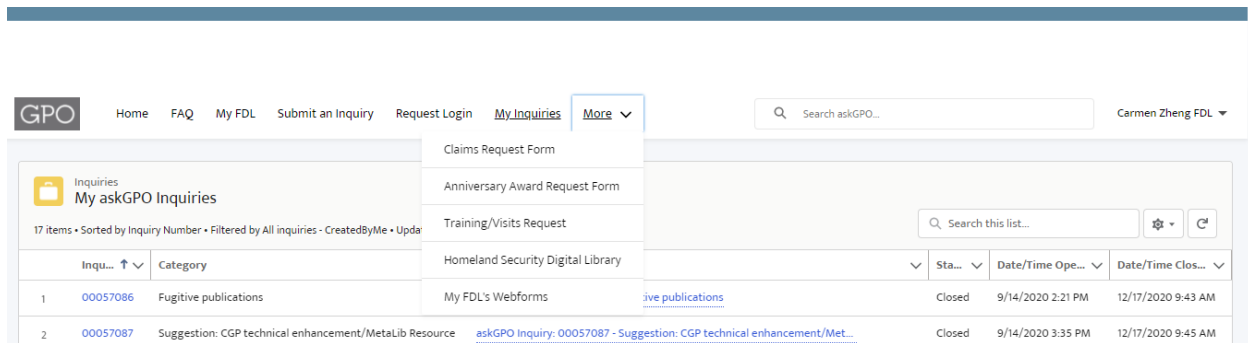 GPO Home FAQ My FDL Submit an Inquiry Request Login My Inquiries More Search askGPO... Carmen Zheng FDL
Claims Request Form
Anniversary Award Request Form
Training/Visits Request
Homeland Security Digital Library
My FDL's Webforms
Inquiries
My askGPO Inquiries
17 items • Sorted by Inquiry Number • Filtered by All inquiries - CreatedByMe •
Search this list...
Inqu... Category Sta... Date/Time Ope... Date/Time Clos...
1 00057086 Fugitive publications publications Closed 9/14/2020 2:21 PM 12/17/2020 9:43 AM
2 00057087 Suggestion: CGP technical enhancement/MetaLib Resource askGPO Inquiry: 00057087 - Suggestion: CGP technical enhancement/Met... Closed 9/14/2020 3:35 PM 12/17/2020 9:45 AM